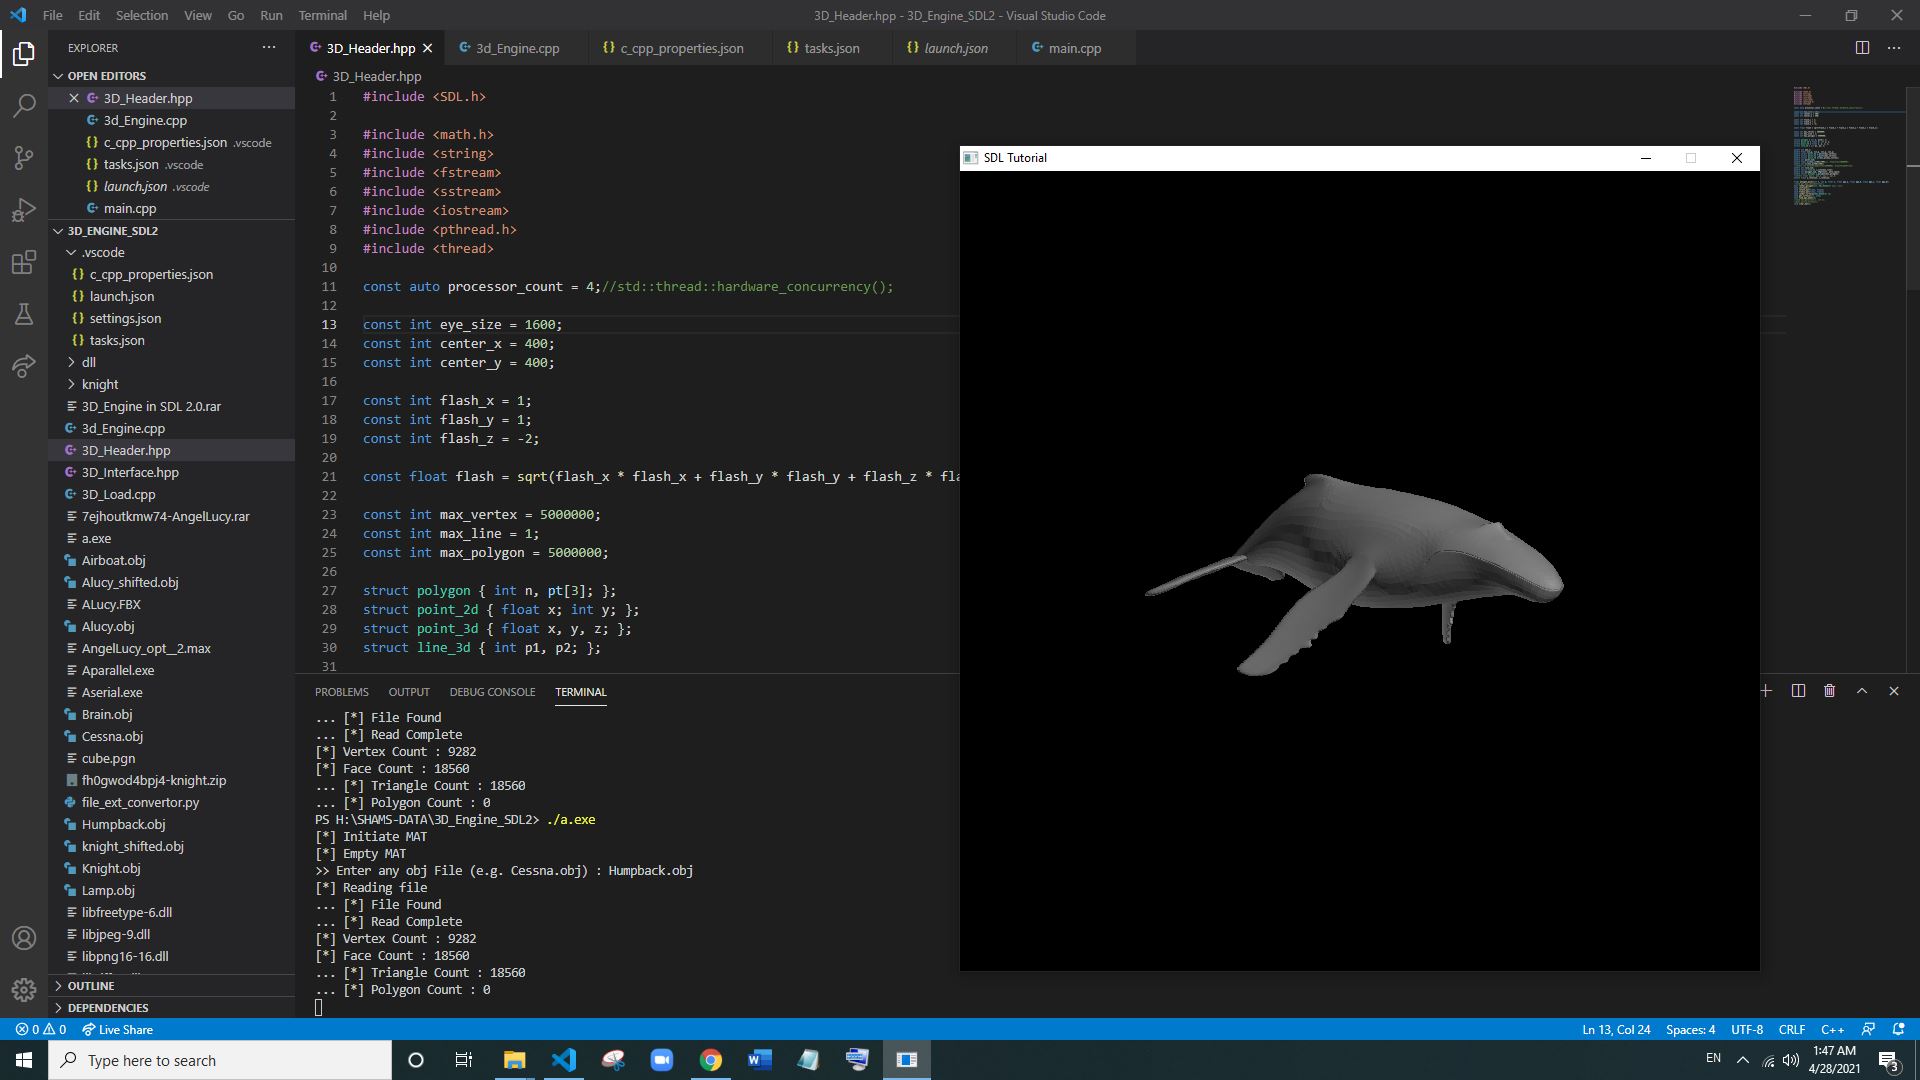 File Edit Selection View Go Run Terminal Help
3D_Header.hpp - 3D_Engine_SDL2 - Visual Studio Code
EXPLORER
OPEN EDITORS
3D_Header.hpp
3d_Engine.cpp
c_cpp_properties.json .vscode
tasks.json .vscode
launch.json .vscode
main.cpp
3D_ENGINE_SDL2
.vscode
c_cpp_properties.json
launch.json
settings.json
tasks.json
dll
knight
3D_Engine in SDL 2.0.rar
3d_Engine.cpp
3D_Header.hpp
3D_Interface.hpp
3D_Load.cpp
7ejhoutkmw74-AngelLucy.rar
a.exe
Airboat.obj
Alucy_shifted.obj
ALucy.FBX
Alucy.obj
AngelLucy_opt__2.max
Aparallel.exe
Aserial.exe
Brain.obj
Cessna.obj
cube.pgn
fh0gwod4bpj4-knight.zip
file_ext_convertor.py
Humpback.obj
knight_shifted.obj
Knight.obj
Lamp.obj
libfreetype-6.dll
libjpeg-9.dll
libpng16-16.dll
OUTLINE
DEPENDENCIES
3D_Header.hpp 3d_Engine.cpp c_cpp_properties.json tasks.json launch.json main.cpp
3D_Header.hpp
1 #include <SDL.h>
2
3 #include <math.h>
4 #include <string>
5 #include <fstream>
6 #include <sstream>
7 #include <iostream>
8 #include <pthread.h>
9 #include <thread>
10
11 const auto processor_count = 4;//std::thread::hardware_concurrency();
12
13 const int eye_size = 1600;
14 const int center_x = 400;
15 const int center_y = 400;
16
17 const int flash_x = 1;
18 const int flash_y = 1;
19 const int flash_z = -2;
20
21 const float flash = sqrt(flash_x * flash_x + flash_y * flash_y + flash_z * fla
22
23 const int max_vertex = 5000000;
24 const int max_line = 1;
25 const int max_polygon = 5000000;
26
27 struct polygon { int n, pt[3]; };
28 struct point_2d { float x; int y; };
29 struct point_3d { float x, y, z; };
30 struct line_3d { int p1, p2; };
31
SDL Tutorial
PROBLEMS OUTPUT DEBUG CONSOLE TERMINAL
... [*] File Found
... [*] Read Complete
[*] Vertex Count : 9282
[*] Face Count : 18560
... [*] Triangle Count : 18560
... [*] Polygon Count : 0
PS H:\SHAMS-DATA\3D_Engine_SDL2> ./a.exe
[*] Initiate MAT
[*] Empty MAT
>> Enter any obj File (e.g. Cessna.obj) : Humpback.obj
[*] Reading file
... [*] File Found
... [*] Read Complete
[*] Vertex Count : 9282
[*] Face Count : 18560
... [*] Triangle Count : 18560
... [*] Polygon Count : 0
0 0 Live Share
Ln 13, Col 24 Spaces: 4 UTF-8 CRLF C++
Type here to search
EN
1:47 AM
4/28/2021
3